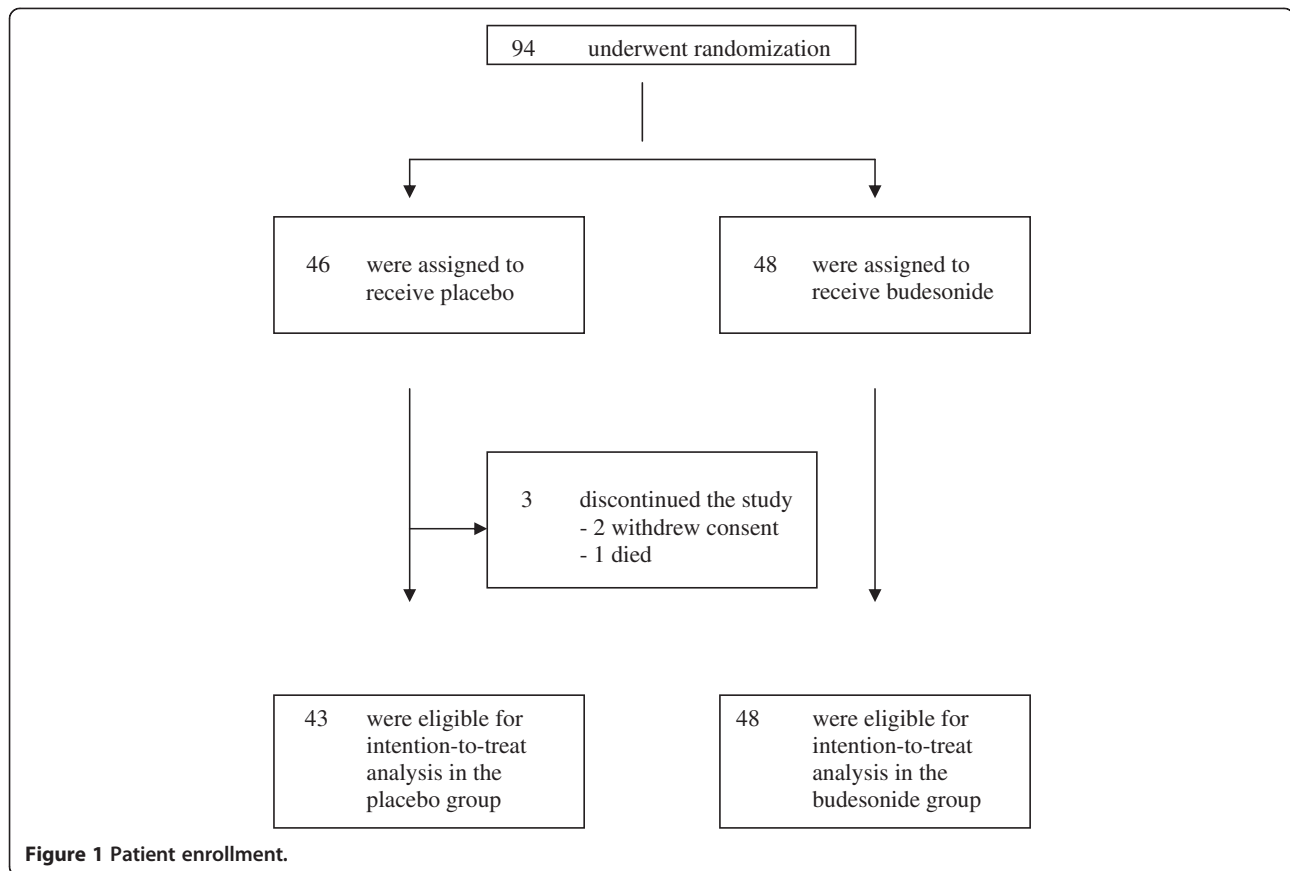 94 underwent randomization
46 were assigned to
receive placebo
48 were assigned to
receive budesonide
3 discontinued the study
- 2 withdrew consent
- 1 died
43 were eligible for
intention-to-treat
analysis in the
placebo group
48 were eligible for
intention-to-treat
analysis in the
budesonide group
Figure 1 Patient enrollment.